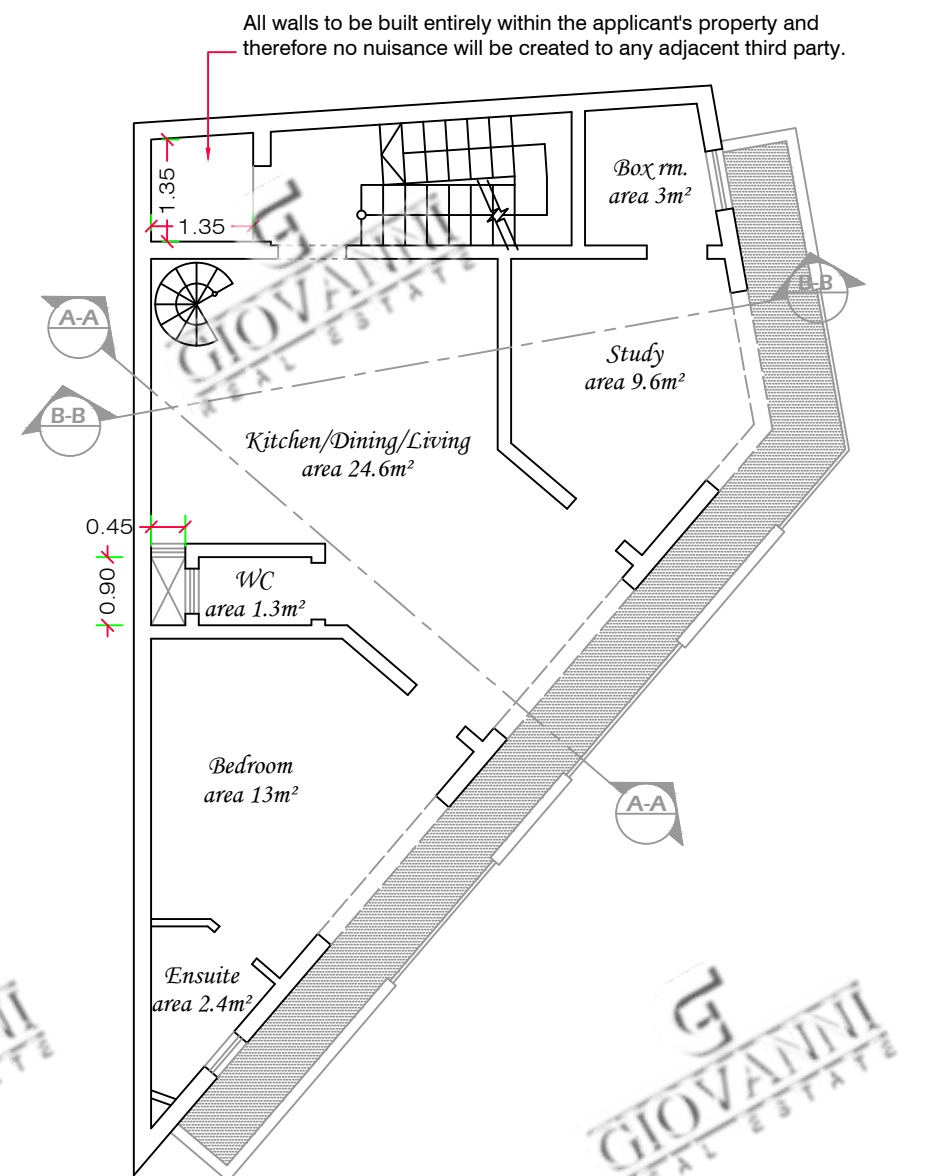 All walls to be built entirely within the applicant's property and
therefore no nuisance will be created to any adjacent third party.
1.35
1.35
Box rm.
area 3m²
A-A
B-B
B-B
Study
area 9.6m²
Kitchen/Dining/Living
area 24.6m²
0.45
0.90
WC
area 1.3m²
Bedroom
area 13m²
A-A
Ensuite
area 2.4m²
GIOVANNI
REAL ESTATE
GIOVANNI
REAL ESTATE